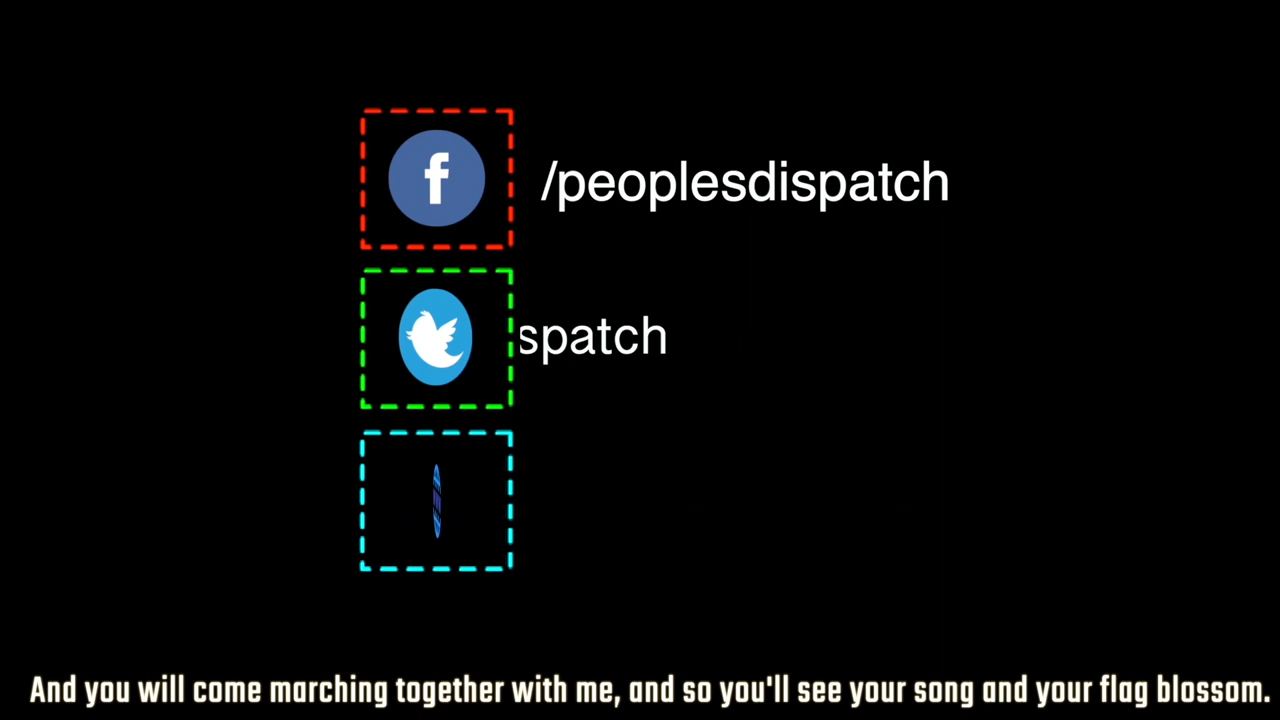 /peoplesdispatch
spatch
And you will come marching together with me, and so you'll see your song and your flag blossom.